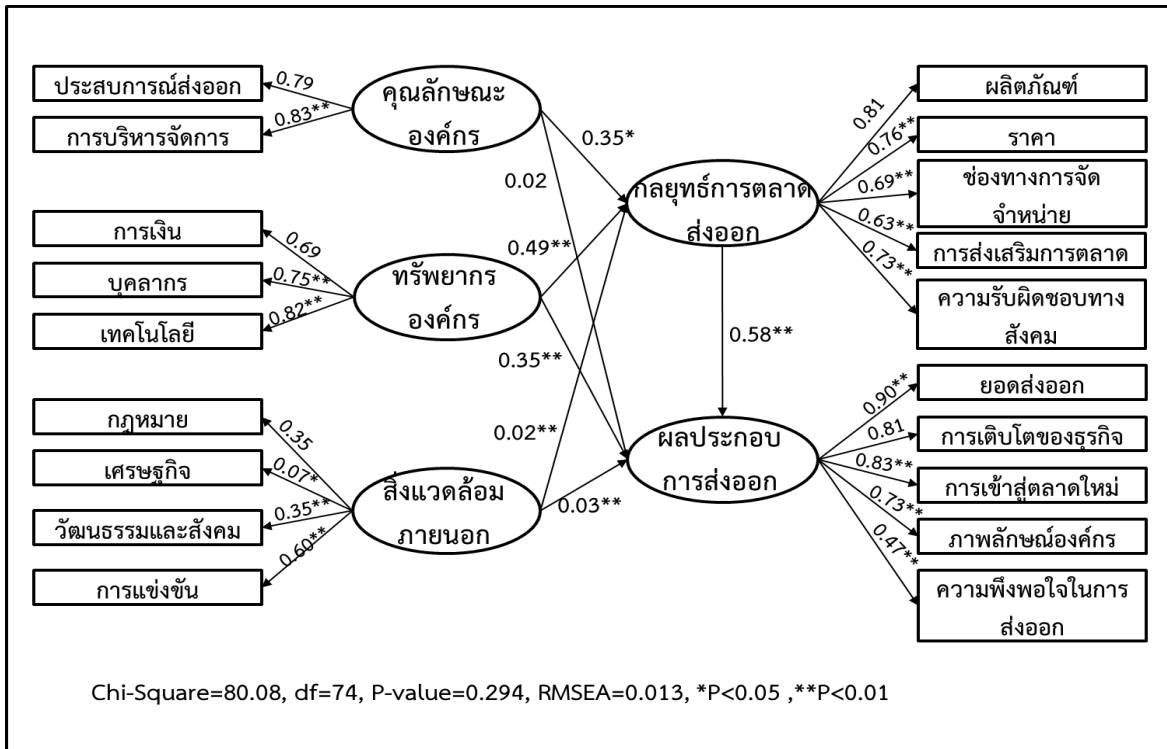 ประสบการณ์ส่งออก
การบริหารจัดการ
0.79
0.83**
คุณลักษณะ
องค์กร
การเงิน
บุคลากร
เทคโนโลยี
0.69
0.75**
0.82**
ทรัพยากร
องค์กร
กฎหมาย
เศรษฐกิจ
วัฒนธรรมและสังคม
การแข่งขัน
0.35
0.07*
0.35**
0.60**
สิ่งแวดล้อม
ภายนอก
0.35*
0.02
0.49**
0.35**
0.02**
0.03**
กลยุทธ์การตลาด
ส่งออก
0.58**
ผลประกอบ
การส่งออก
0.81
0.76**
0.69**
0.63**
0.73**
ผลิตภัณฑ์
ราคา
ช่องทางการจัด
จำหน่าย
การส่งเสริมการตลาด
ความรับผิดชอบทาง
สังคม
0.90**
0.81
0.83**
0.73**
0.47**
ยอดส่งออก
การเติบโตของธุรกิจ
การเข้าสู่ตลาดใหม่
ภาพลักษณ์องค์กร
ความพึงพอใจในการ
ส่งออก
Chi-Square=80.08, df=74, P-value=0.294, RMSEA=0.013, *P<0.05 ,**P<0.01